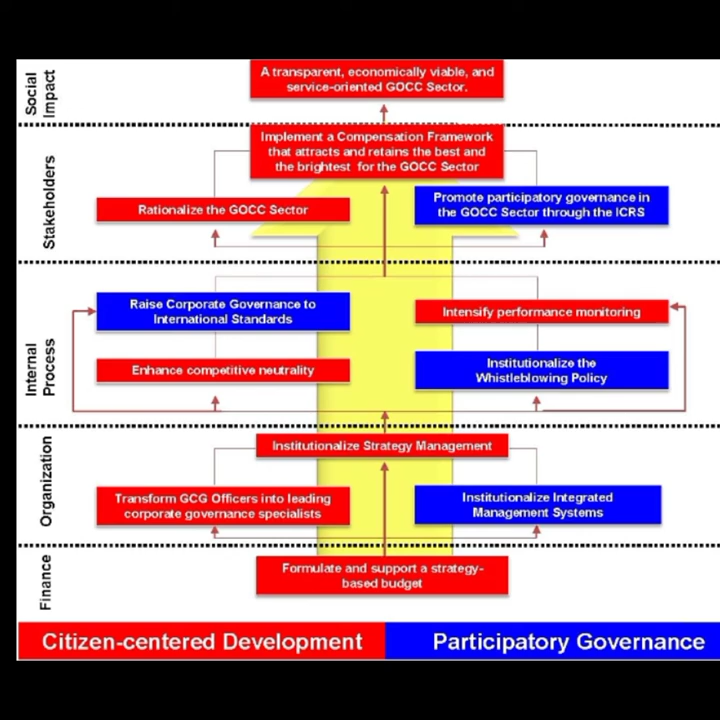 Social
Impact
A transparent, economically viable, and
service-oriented GOCC Sector.
Stakeholders
Implement a Compensation Framework
that attracts and retains the best and
the brightest for the GOCC Sector
Rationalize the GOCC Sector
Promote participatory governance in
the GOCC Sector through the ICRS
Internal
Process
Raise Corporate Governance to
International Standards
Intensify performance monitoring
Enhance competitive neutrality
Institutionalize the
Whistleblowing Policy
Organization
Institutionalize Strategy Management
Transform GCG Officers into leading
corporate governance specialists
Institutionalize Integrated
Management Systems
Finance
Formulate and support a strategy-
based budget
Citizen-centered Development
Participatory Governance